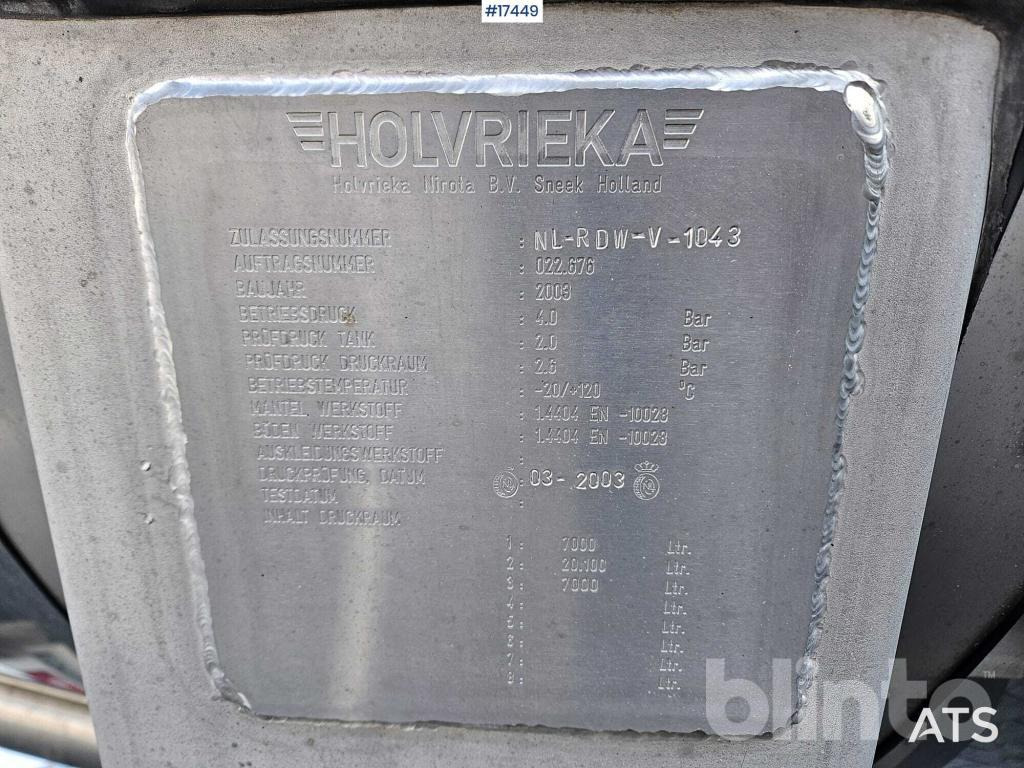 #17449
HOLVRIEKA
Holvrieka Nirota B.V. Sneek Holland
ZULASSUNGSNUMMER : NL-RDW-V-1043
AUFTRAGSNUMMER : 022.676
BAUJAHR : 2003
BETRIEBSDRUCK : 4.0 Bar
PRÜFDRUCK TANK : 2.0 Bar
PRÜFDRUCK DRUCKRAUM : 2.6 Bar
BETRIEBSTEMPERATUR : -20/+120 °C
MANTEL, WERKSTOFF : 1.4404 EN -10028
BÖDEN WERKSTOFF : 1.4404 EN -10028
AUSKLEIDUNGSWERKSTOFF :
DRUCKPRÜFUNG, DATUM : 03-2003
TESTDATUM :
INHALT DRUCKRAUM
1 : 7000 Ltr.
2 : 20.100 Ltr.
3 : 7000 Ltr.
4 : Ltr.
5 : Ltr.
6 : Ltr.
7 : Ltr.
8 : Ltr.
blinto™
ATS